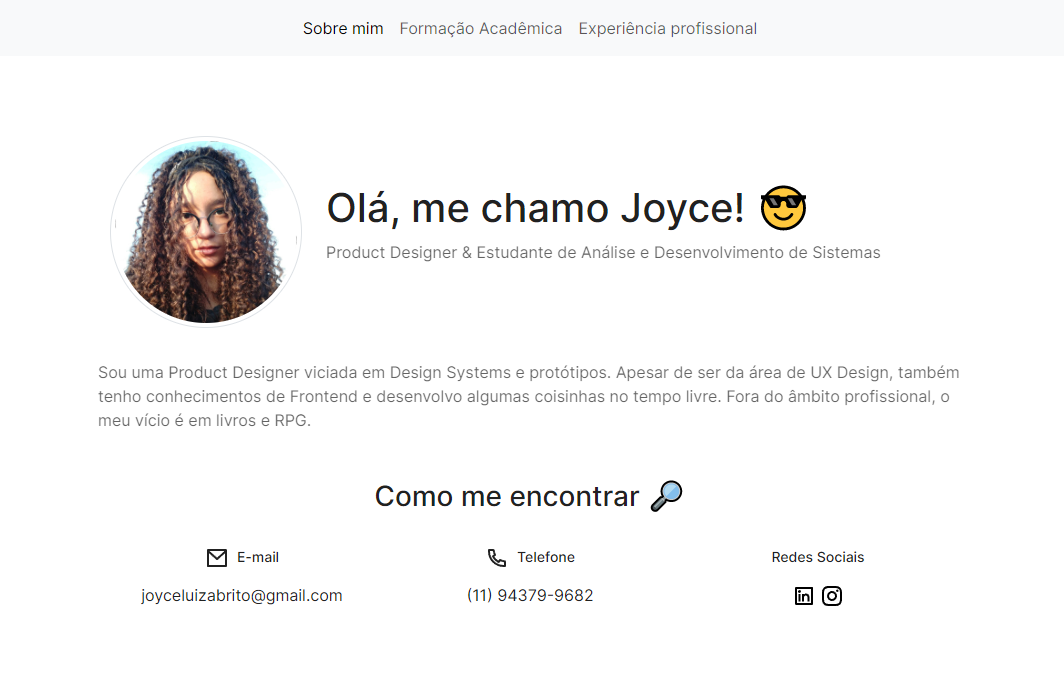 Sobre mim Formação Acadêmica Experiência profissional
Olá, me chamo Joyce! 😎
Product Designer & Estudante de Análise e Desenvolvimento de Sistemas
Sou uma Product Designer viciada em Design Systems e protótipos. Apesar de ser da área de UX Design, também
tenho conhecimentos de Frontend e desenvolvo algumas coisinhas no tempo livre. Fora do âmbito profissional, o
meu vício é em livros e RPG.
Como me encontrar 🔎
E-mail
joyceluizabrito@gmail.com
Telefone
(11) 94379-9682
Redes Sociais